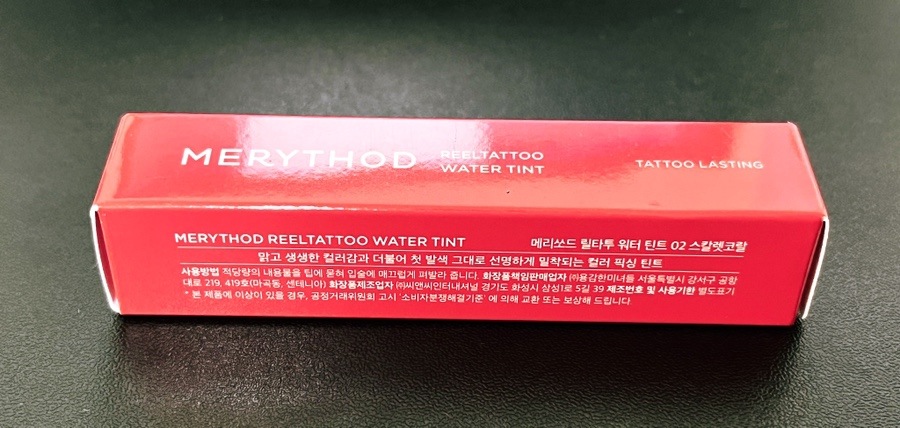 MERYTHOD
REELTATTOO
WATER TINT
TATTOO LASTING
MERYTHOD REELTATTOO WATER TINT 메리쏘드 릴타투 워터 틴트 02 스칼렛코랄
맑고 생생한 컬러감과 더불어 첫 발색 그대로 선명하게 밀착되는 컬러 픽싱 틴트
사용방법 적당량의 내용물을 팁에 묻혀 입술에 매끄럽게 펴발라 줍니다. 화장품책임판매업자 ㈜용감한미녀들 서울특별시 강서구 공항
대로 219, 419호(마곡동, 센테니아) 화장품제조업자 ㈜씨앤씨인터내셔널 경기도 화성시 삼성1로 5길 39 제조번호 및 사용기한 별도표기
* 본 제품에 이상이 있을 경우, 공정거래위원회 고시 '소비자분쟁해결기준' 에 의해 교환 또는 보상해 드립니다.